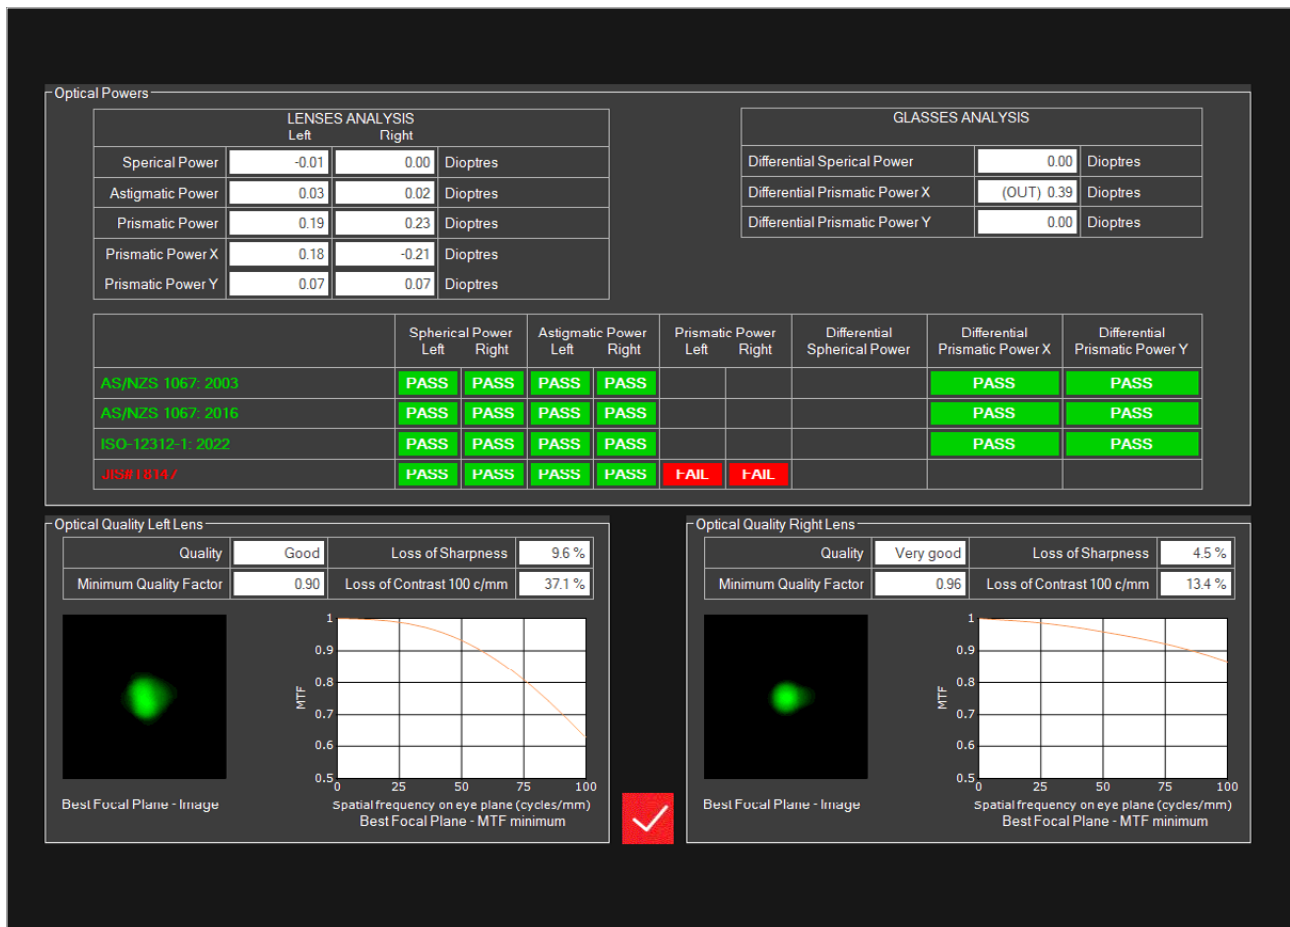 Optical Powers
LENSES ANALYSIS
Left Right
Sperical Power -0.01 0.00 Dioptres
Astigmatic Power 0.03 0.02 Dioptres
Prismatic Power 0.19 0.23 Dioptres
Prismatic Power X 0.18 -0.21 Dioptres
Prismatic Power Y 0.07 0.07 Dioptres
GLASSES ANALYSIS
Differential Sperical Power 0.00 Dioptres
Differential Prismatic Power X (OUT) 0.39 Dioptres
Differential Prismatic Power Y 0.00 Dioptres
Spherical Power Astigmatic Power Prismatic Power Differential Differential Differential
Left Right Left Right Left Right Spherical Power Prismatic Power X Prismatic Power Y
AS/NZS 1067: 2003 PASS PASS PASS PASS PASS PASS
AS/NZS 1067: 2016 PASS PASS PASS PASS PASS PASS
ISO-12312-1: 2022 PASS PASS PASS PASS PASS PASS
JIS#T8147 PASS PASS PASS PASS FAIL FAIL
Optical Quality Left Lens
Quality Good Loss of Sharpness 9.6 %
Minimum Quality Factor 0.90 Loss of Contrast 100 c/mm 37.1 %
1
0.9
0.8
0.7
0.6
0.5
MTF
0 25 50 75 100
Spatial frequency on eye plane (cycles/mm)
Best Focal Plane - Image
Best Focal Plane - MTF minimum
Optical Quality Right Lens
Quality Very good Loss of Sharpness 4.5 %
Minimum Quality Factor 0.96 Loss of Contrast 100 c/mm 13.4 %
1
0.9
0.8
0.7
0.6
0.5
MTF
0 25 50 75 100
Spatial frequency on eye plane (cycles/mm)
Best Focal Plane - Image
Best Focal Plane - MTF minimum